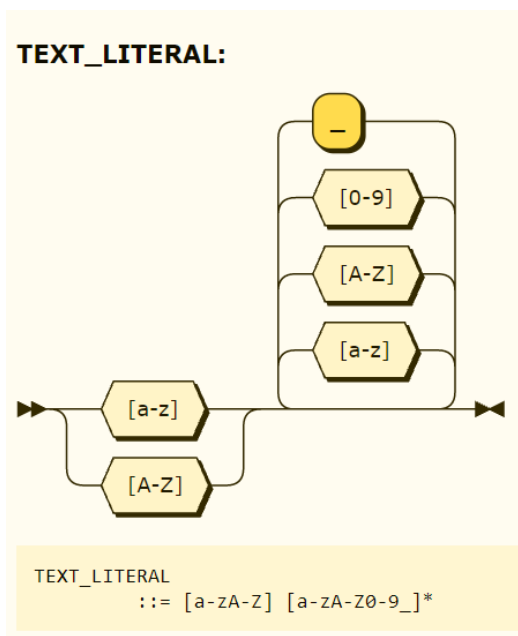 TEXT_LITERAL:
_
[0-9]
[A-Z]
[a-z]
[a-z]
[A-Z]
TEXT_LITERAL
::= [a-zA-Z] [a-zA-Z0-9_]*